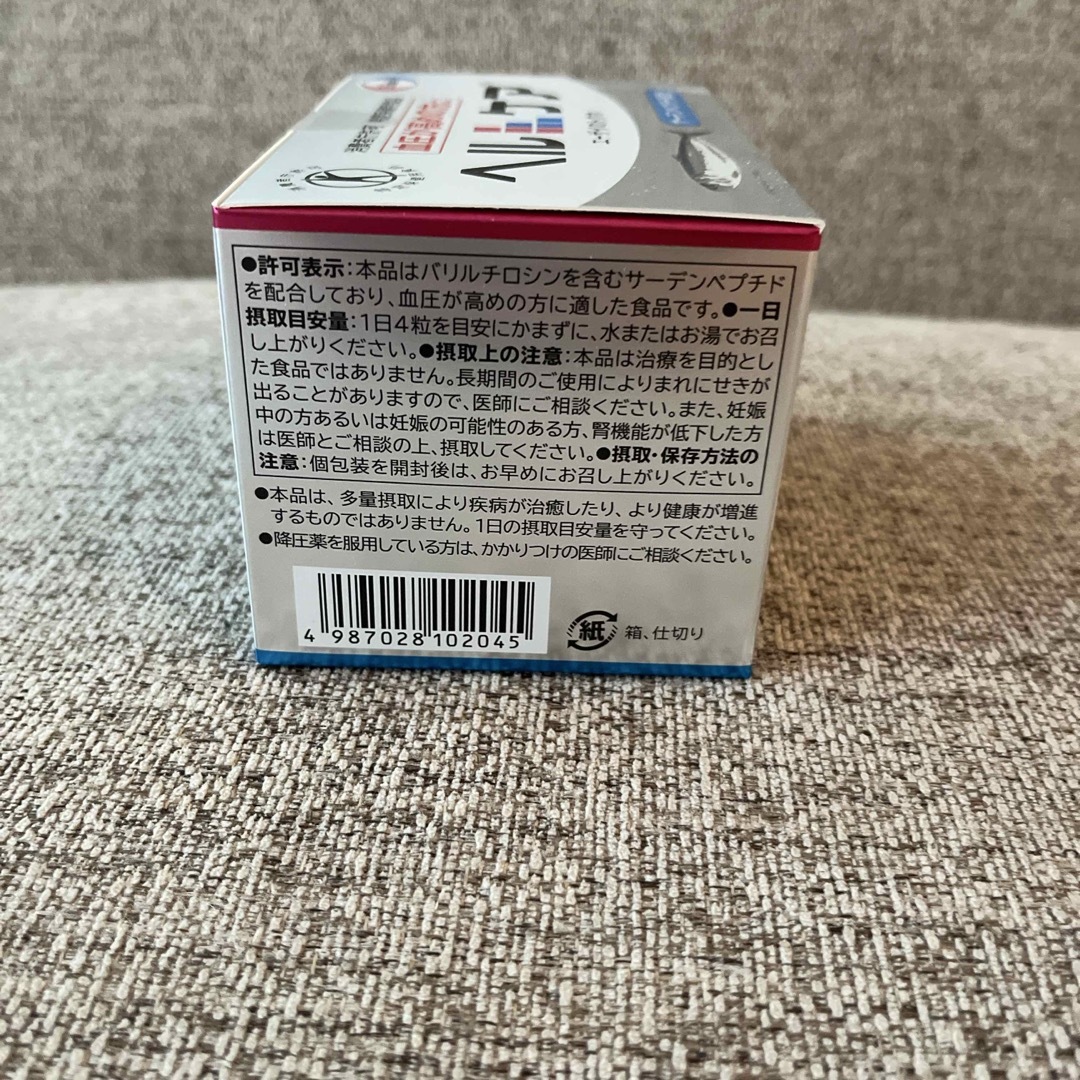 ヘルケア
血圧が高めの方に
●許可表示：本品はバリルチロシンを含むサーデンペプチド
を配合しており、血圧が高めの方に適した食品です。●一日
摂取目安量：1日4粒を目安にかまずに、水またはお湯でお召
し上がりください。●摂取上の注意：本品は治療を目的とし
た食品ではありません。長期間のご使用によりまれにせきが
出ることがありますので、医師にご相談ください。また、妊娠
中の方あるいは妊娠の可能性のある方、腎機能が低下した方
は医師とご相談の上、摂取してください。●摂取・保存方法の
注意：個包装を開封後は、お早めにお召し上がりください。
●本品は、多量摂取により疾病が治癒したり、より健康が増進
するものではありません。1日の摂取目安量を守ってください。
●降圧薬を服用している方は、かかりつけの医師にご相談ください。
4 987028 102045
紙 箱、仕切り